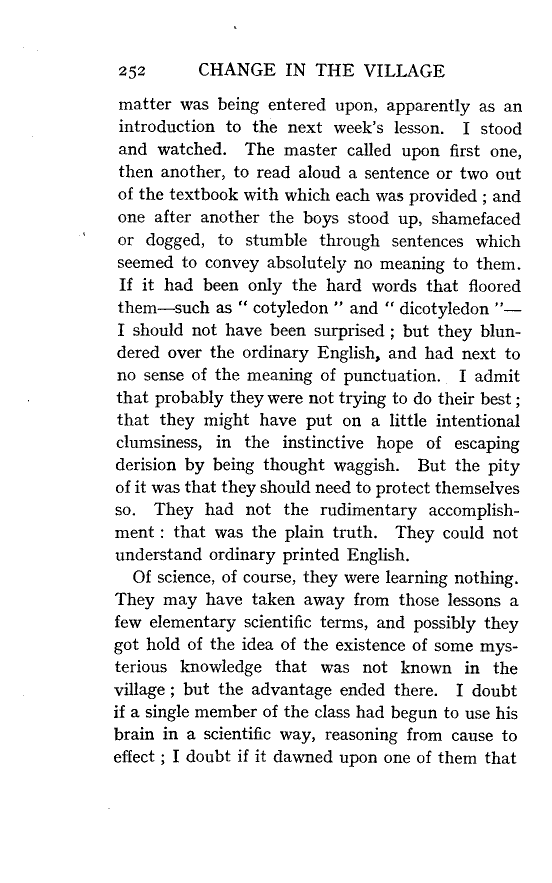 252 CHANGE IN THE VILLAGE
matter was being entered upon, apparently as an
introduction to the next week's lesson. I stood
and watched. The master called upon first one,
then another, to read aloud a sentence or two out
of the textbook with which each was provided ; and
one after another the boys stood up, shamefaced
or dogged, to stumble through sentences which
seemed to convey absolutely no meaning to them.
If it had been only the hard words that floored
them—such as " cotyledon " and " dicotyledon "—
I should not have been surprised ; but they blun-
dered over the ordinary English, and had next to
no sense of the meaning of punctuation. I admit
that probably they were not trying to do their best ;
that they might have put on a little intentional
clumsiness, in the instinctive hope of escaping
derision by being thought waggish. But the pity
of it was that they should need to protect themselves
so. They had not the rudimentary accomplish-
ment : that was the plain truth. They could not
understand ordinary printed English.
Of science, of course, they were learning nothing.
They may have taken away from those lessons a
few elementary scientific terms, and possibly they
got hold of the idea of the existence of some mys-
terious knowledge that was not known in the
village ; but the advantage ended there. I doubt
if a single member of the class had begun to use his
brain in a scientific way, reasoning from cause to
effect ; I doubt if it dawned upon one of them that